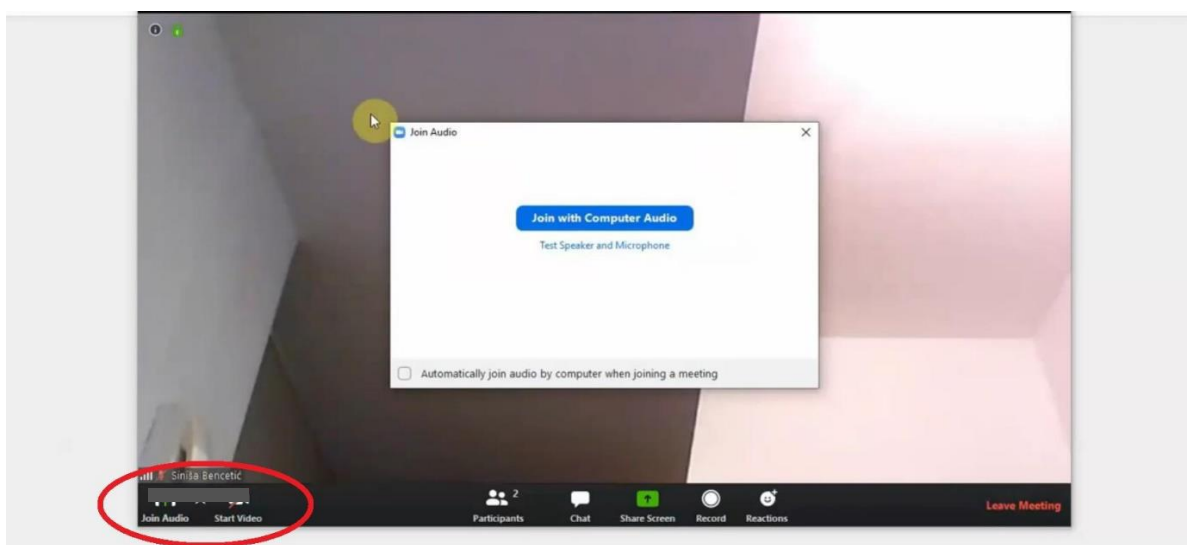 Join Audio
Join with Computer Audio
Test Speaker and Microphone
Automatically join audio by computer when joining a meeting
Siniša Bencetić
Join Audio
Start Video
Participants
2
Chat
Share Screen
Record
Reactions
Leave Meeting